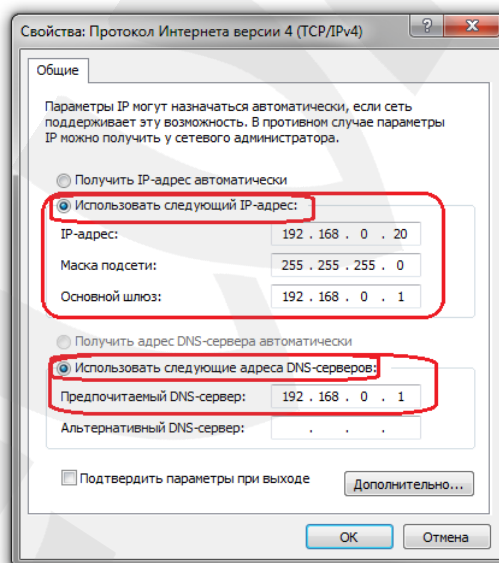 Свойства: Протокол Интернета версии 4 (TCP/IPv4)
Общие
Параметры IP могут назначаться автоматически, если сеть
поддерживает эту возможность. В противном случае параметры
IP можно получить у сетевого администратора.
Получить IP-адрес автоматически
Использовать следующий IP-адрес:
IP-адрес: 192 . 168 . 0 . 20
Маска подсети: 255 . 255 . 255 . 0
Основной шлюз: 192 . 168 . 0 . 1
Получить адрес DNS-сервера автоматически
Использовать следующие адреса DNS-серверов:
Предпочитаемый DNS-сервер: 192 . 168 . 0 . 1
Альтернативный DNS-сервер: . . .
Подтвердить параметры при выходе
Дополнительно...
ОК Отмена